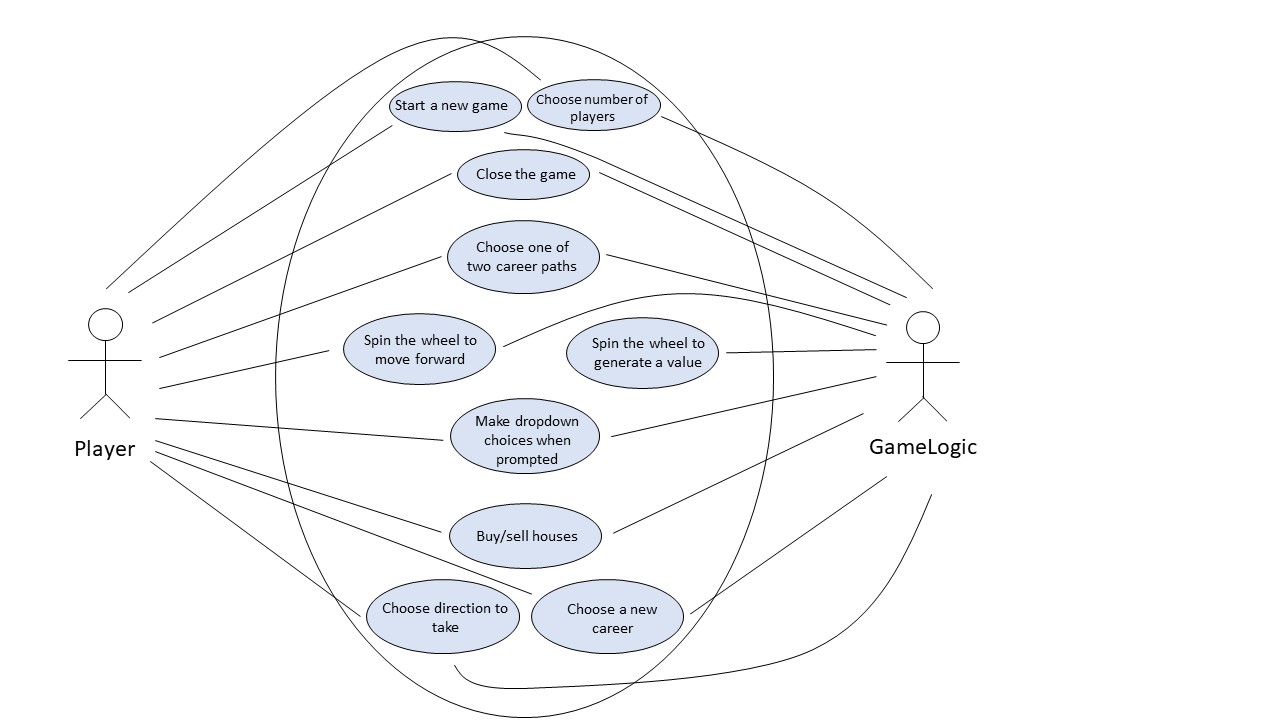 Start a new game
Choose number of
players
Close the game
Choose one of
two career paths
Spin the wheel to
move forward
Spin the wheel to
generate a value
Make dropdown
choices when
prompted
Player
GameLogic
Buy/sell houses
Choose direction to
take
Choose a new
career